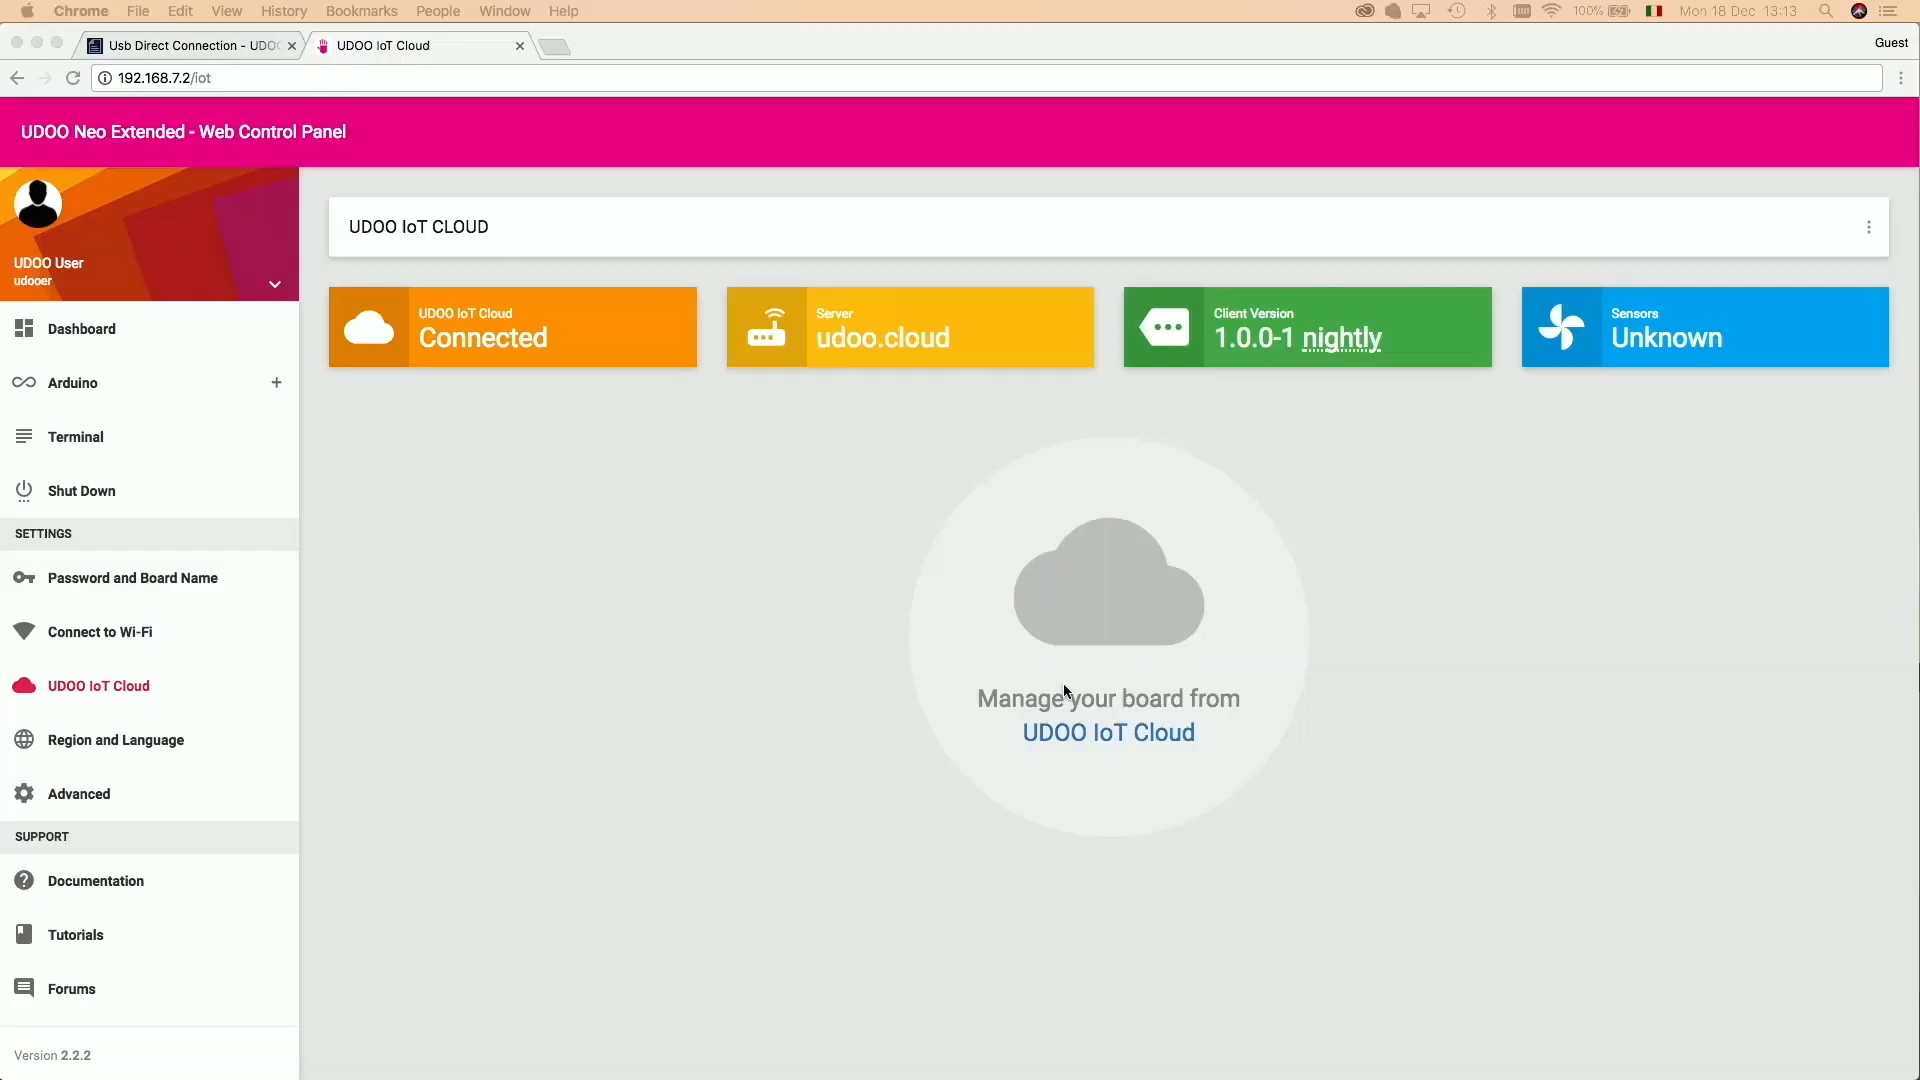 Chrome File Edit View History Bookmarks People Window Help 100% Mon 18 Dec 13:13
Usb Direct Connection - UDOO
UDOO IoT Cloud
Guest
192.168.7.2/iot
UDOO Neo Extended - Web Control Panel
UDOO User
udooer
Dashboard
Arduino +
Terminal
Shut Down
SETTINGS
Password and Board Name
Connect to Wi-Fi
UDOO IoT Cloud
Region and Language
Advanced
SUPPORT
Documentation
Tutorials
Forums
Version 2.2.2
UDOO IoT CLOUD
UDOO IoT Cloud
Connected
Server
udoo.cloud
Client Version
1.0.0-1 nightly
Sensors
Unknown
Manage your board from
UDOO IoT Cloud